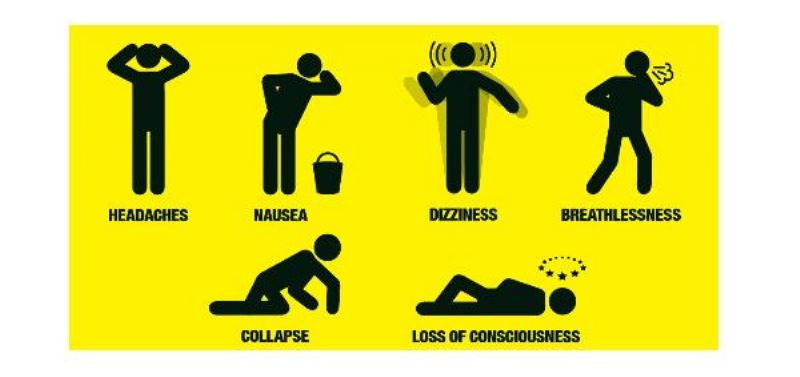 HEADACHES NAUSEA DIZZINESS BREATHLESSNESS
COLLAPSE LOSS OF CONSCIOUSNESS